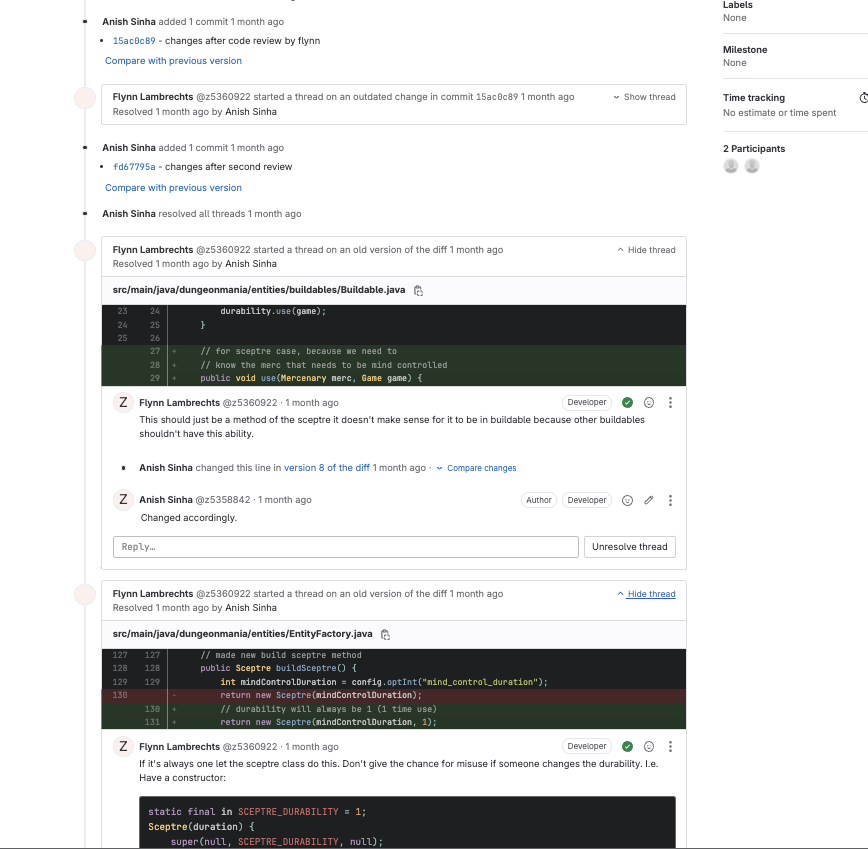 Labels
None
Anish Sinha added 1 commit 1 month ago
15ac0c89 - changes after code review by flynn
Compare with previous version
Milestone
None
Flynn Lambrechts @z5360922 started a thread on an outdated change in commit 15ac0c89 1 month ago
Show thread
Resolved 1 month ago by Anish Sinha
Time tracking
No estimate or time spent
Anish Sinha added 1 commit 1 month ago
fd67795a - changes after second review
Compare with previous version
2 Participants
Anish Sinha resolved all threads 1 month ago
Flynn Lambrechts @z5360922 started a thread on an old version of the diff 1 month ago
Hide thread
Resolved 1 month ago by Anish Sinha
src/main/java/dungeonmania/entities/buildables/Buildable.java
23 24 durability.use(game);
24 25 }
25 26
27 + // for sceptre case, because we need to
28 + // know the merc that needs to be mind controlled
29 + public void use(Mercenary merc, Game game) {
Z Flynn Lambrechts @z5360922 · 1 month ago
Developer
This should just be a method of the sceptre it doesn't make sense for it to be in buildable because other buildables
shouldn't have this ability.
Anish Sinha changed this line in version 8 of the diff 1 month ago · Compare changes
Z Anish Sinha @z5358842 · 1 month ago
Author Developer
Changed accordingly.
Reply…
Unresolve thread
Flynn Lambrechts @z5360922 started a thread on an old version of the diff 1 month ago
Hide thread
Resolved 1 month ago by Anish Sinha
src/main/java/dungeonmania/entities/EntityFactory.java
127 127 // made new build sceptre method
128 128 public Sceptre buildSceptre() {
129 129 int mindControlDuration = config.optInt("mind_control_duration");
130 - return new Sceptre(mindControlDuration);
130 + // durability will always be 1 (1 time use)
131 + return new Sceptre(mindControlDuration, 1);
Z Flynn Lambrechts @z5360922 · 1 month ago
Developer
If it's always one let the sceptre class do this. Don't give the chance for misuse if someone changes the durability. I.e.
Have a constructor:
static final in SCEPTRE_DURABILITY = 1;
Sceptre(duration) {
super(null, SCEPTRE_DURABILITY, null);